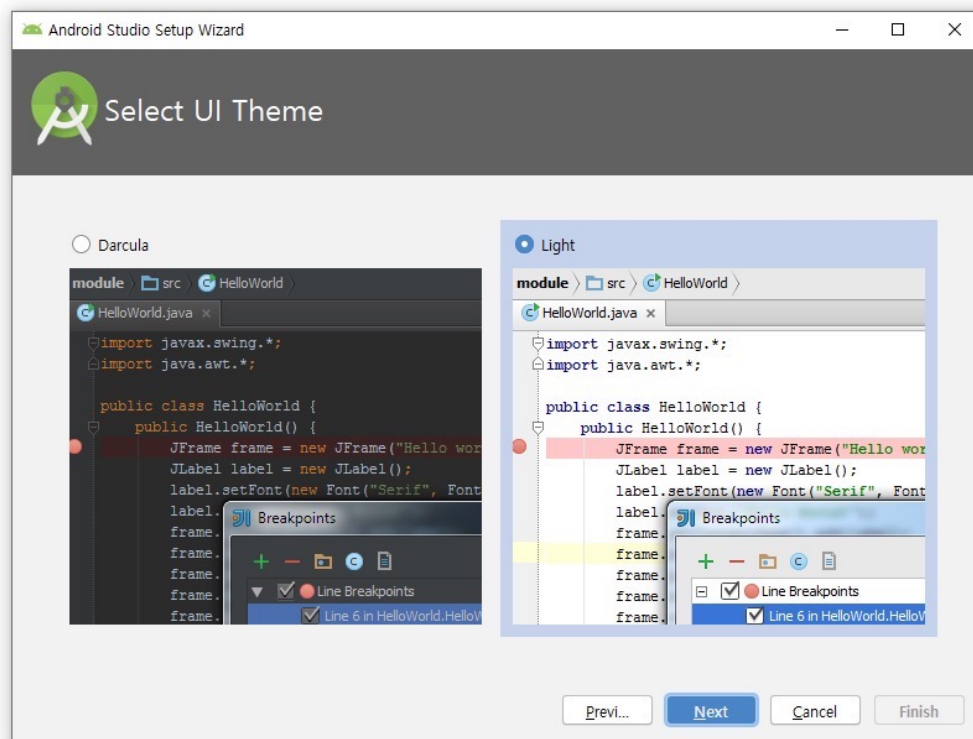 Android Studio Setup Wizard
Select UI Theme
Darcula
module src HelloWorld
HelloWorld.java
import javax.swing.*;
import java.awt.*;
public class HelloWorld {
public HelloWorld() {
JFrame frame = new JFrame("Hello wor
JLabel label = new JLabel();
label.setFont(new Font("Serif", Font
label.
frame.
frame.
frame.
frame.
frame.
Breakpoints
Line Breakpoints
Line 6 in HelloWorld.HelloW
Light
module src HelloWorld
HelloWorld.java
import javax.swing.*;
import java.awt.*;
public class HelloWorld {
public HelloWorld() {
JFrame frame = new JFrame("Hello wor
JLabel label = new JLabel();
label.setFont(new Font("Serif", Font
label.
frame.
frame.
frame.
frame.
frame.
Breakpoints
Line Breakpoints
Line 6 in HelloWorld.HelloW
Previ... Next Cancel Finish